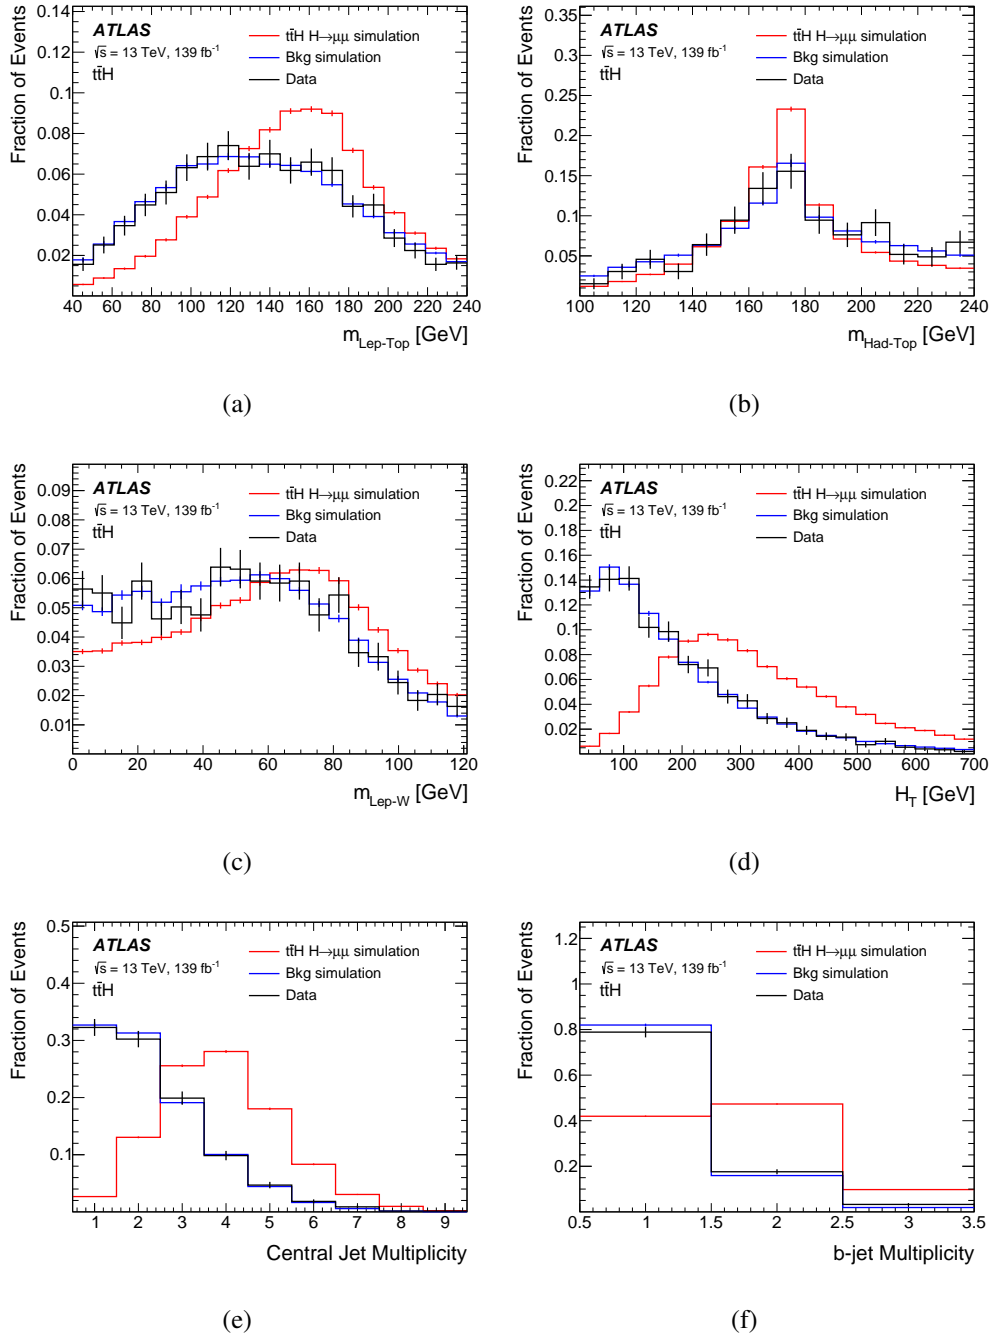 Fraction of Events
0.14
0.12
0.1
0.08
0.06
0.04
0.02
ATLAS
√s = 13 TeV, 139 fb⁻¹
tt̄H
tt̄H H→μμ simulation
Bkg simulation
Data
40 60 80 100 120 140 160 180 200 220 240
m_Lep-Top [GeV]
(a)
Fraction of Events
0.35
0.3
0.25
0.2
0.15
0.1
0.05
ATLAS
√s = 13 TeV, 139 fb⁻¹
tt̄H
tt̄H H→μμ simulation
Bkg simulation
Data
100 120 140 160 180 200 220 240
m_Had-Top [GeV]
(b)
Fraction of Events
0.09
0.08
0.07
0.06
0.05
0.04
0.03
0.02
0.01
ATLAS
√s = 13 TeV, 139 fb⁻¹
tt̄H
tt̄H H→μμ simulation
Bkg simulation
Data
0 20 40 60 80 100 120
m_Lep-W [GeV]
(c)
Fraction of Events
0.22
0.2
0.18
0.16
0.14
0.12
0.1
0.08
0.06
0.04
0.02
ATLAS
√s = 13 TeV, 139 fb⁻¹
tt̄H
tt̄H H→μμ simulation
Bkg simulation
Data
100 200 300 400 500 600 700
H_T [GeV]
(d)
Fraction of Events
0.5
0.4
0.3
0.2
0.1
ATLAS
√s = 13 TeV, 139 fb⁻¹
tt̄H
tt̄H H→μμ simulation
Bkg simulation
Data
1 2 3 4 5 6 7 8 9
Central Jet Multiplicity
(e)
Fraction of Events
1.2
1
0.8
0.6
0.4
0.2
ATLAS
√s = 13 TeV, 139 fb⁻¹
tt̄H
tt̄H H→μμ simulation
Bkg simulation
Data
0.5 1 1.5 2 2.5 3 3.5
b-jet Multiplicity
(f)